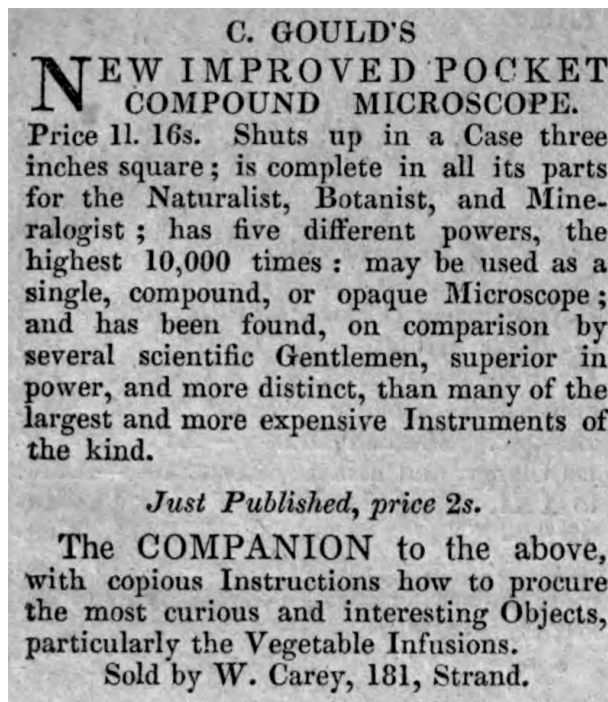 C. GOULD'S
NEW IMPROVED POCKET
COMPOUND MICROSCOPE.
Price 1l. 16s. Shuts up in a Case three
inches square; is complete in all its parts
for the Naturalist, Botanist, and Mine-
ralogist; has five different powers, the
highest 10,000 times: may be used as a
single, compound, or opaque Microscope;
and has been found, on comparison by
several scientific Gentlemen, superior in
power, and more distinct, than many of the
largest and more expensive Instruments of
the kind.
Just Published, price 2s.
The COMPANION to the above,
with copious Instructions how to procure
the most curious and interesting Objects,
particularly the Vegetable Infusions.
Sold by W. Carey, 181, Strand.